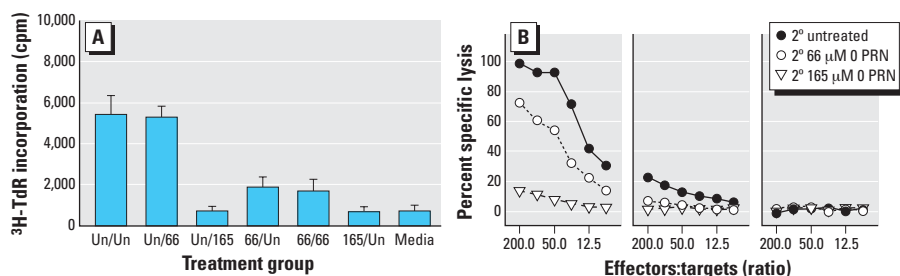 A
³H-TdR incorporation (cpm)
10,000
8,000
6,000
4,000
2,000
0
Un/Un Un/66 Un/165 66/Un 66/66 165/Un Media
Treatment group
B
Percent specific lysis
100
80
60
40
20
0
2º untreated
2º 66 µM 0 PRN
2º 165 µM 0 PRN
200.0 50.0 12.5 200.0 50.0 12.5 200.0 50.0 12.5
Effectors:targets (ratio)